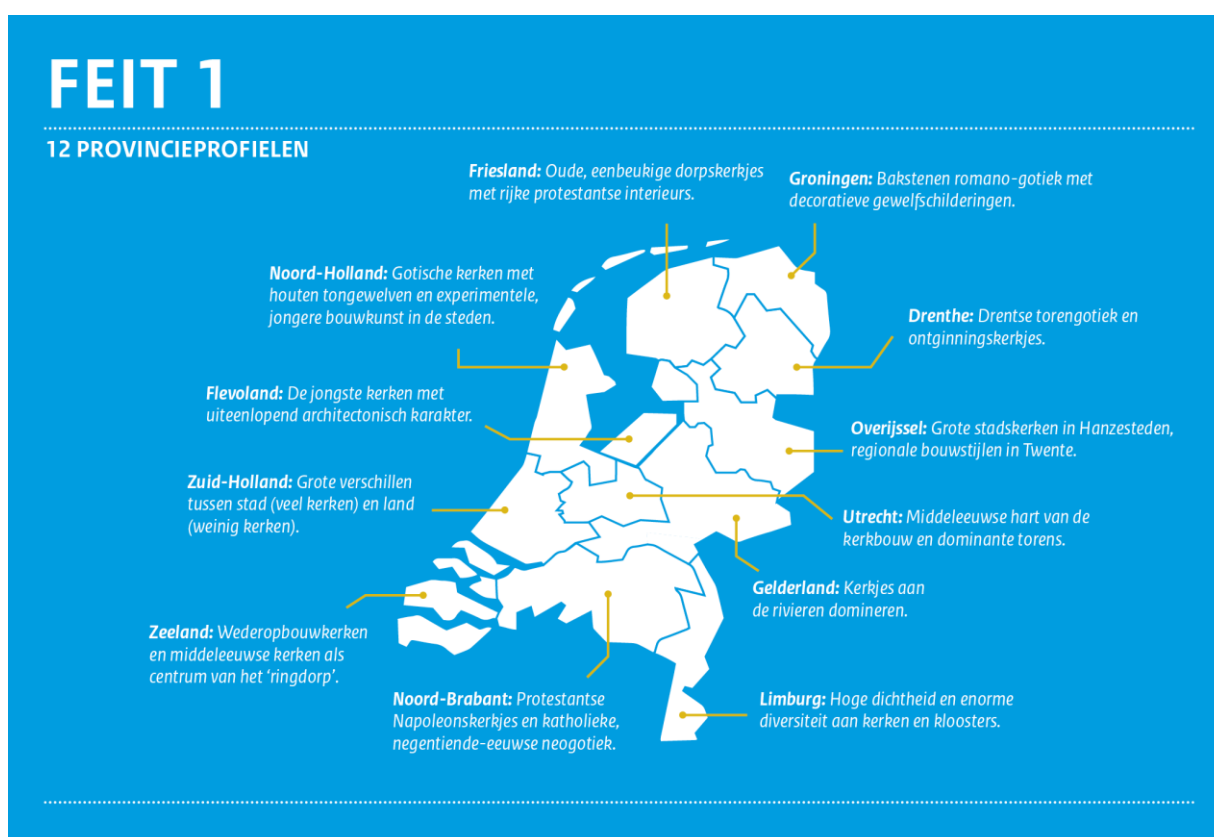 FEIT 1
12 PROVINCIEPROFIELEN
Friesland: Oude, eenbeukige dorpskerkjes
met rijke protestantse interieurs.
Groningen: Bakstenen romano-gotiek met
decoratieve gewelfschilderingen.
Noord-Holland: Gotische kerken met
houten tongewelven en experimentele,
jongere bouwkunst in de steden.
Drenthe: Drentse torengotiek en
ontginningskerkjes.
Flevoland: De jongste kerken met
uiteenlopend architectonisch karakter.
Overijssel: Grote stadskerken in Hanzesteden,
regionale bouwstijlen in Twente.
Zuid-Holland: Grote verschillen
tussen stad (veel kerken) en land
(weinig kerken).
Utrecht: Middeleeuwse hart van de
kerkbouw en dominante torens.
Gelderland: Kerkjes aan
de rivieren domineren.
Zeeland: Wederopbouwkerken
en middeleeuwse kerken als
centrum van het ‘ringdorp’.
Noord-Brabant: Protestantse
Napoleonskerkjes en katholieke,
negentiende-eeuwse neogotiek.
Limburg: Hoge dichtheid en enorme
diversiteit aan kerken en kloosters.